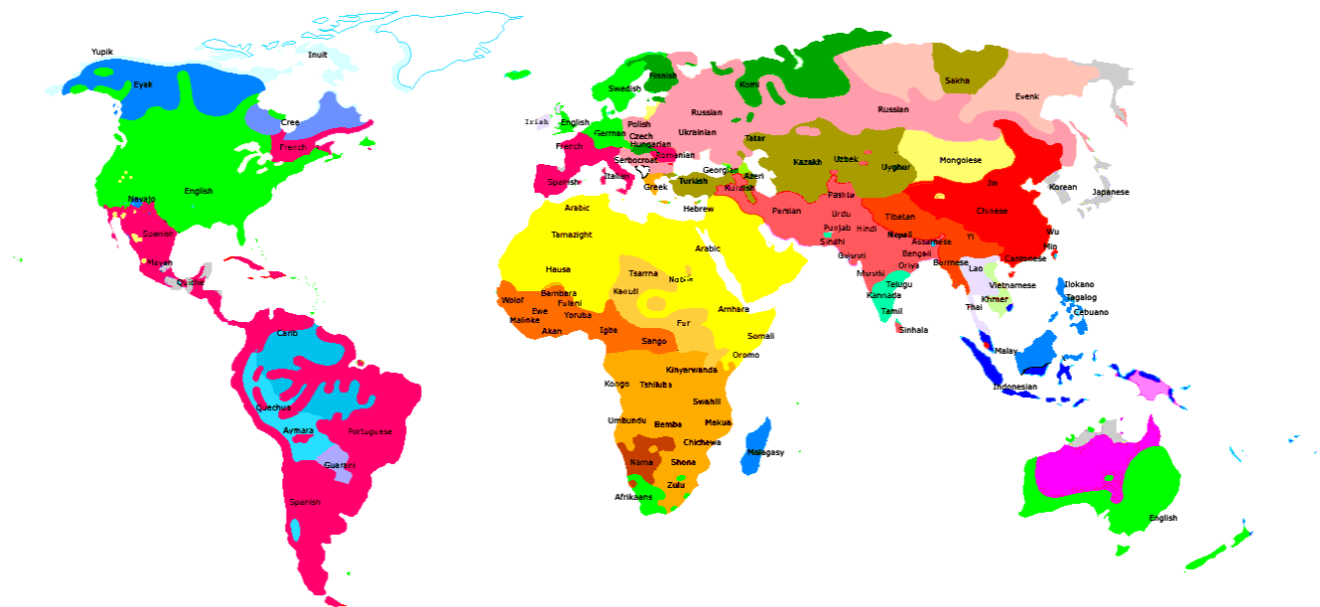 Yupik
Inuit
Eyak
Cree
French
English
Navajo
Spanish
Mayan
Quiche
Carib
Quechua
Aymara
Portuguese
Guarani
Spanish
Finnish
Swedish
Komi
Sakha
Evenk
Russian
Russian
Irish
English
Polish
German
Czech
Ukrainian
Hungarian
Tatar
French
Romanian
Serbocroat
Georgian
Kazakh
Uzbek
Uyghur
Mongolese
Italian
Spanish
Greek
Turkish
Azeri
Kurdish
Jin
Korean
Japanese
Pashta
Arabic
Hebrew
Persian
Urdu
Tibetan
Chinese
Tamazight
Punjab
Hindi
Nepali
Yi
Wu
Arabic
Sindhi
Assamese
Min
Gujrati
Bengali
Burmese
Cantonese
Hausa
Tsarna
Nobiin
Marathi
Oriya
Lao
Kanuri
Telugu
Vietnamese
Ilokano
Wolof
Bambara
Fulani
Kannada
Khmer
Tagalog
Ewe
Yoruba
Amhara
Thai
Cebuano
Malinke
Akan
Igbo
Fur
Tamil
Sango
Somali
Sinhala
Oromo
Malay
Kinyarwanda
Kongo
Tshiluba
Indonesian
Swahili
Umbundu
Bemba
Makua
Chichewa
Malagasy
Nama
Shona
Zulu
Afrikaans
English